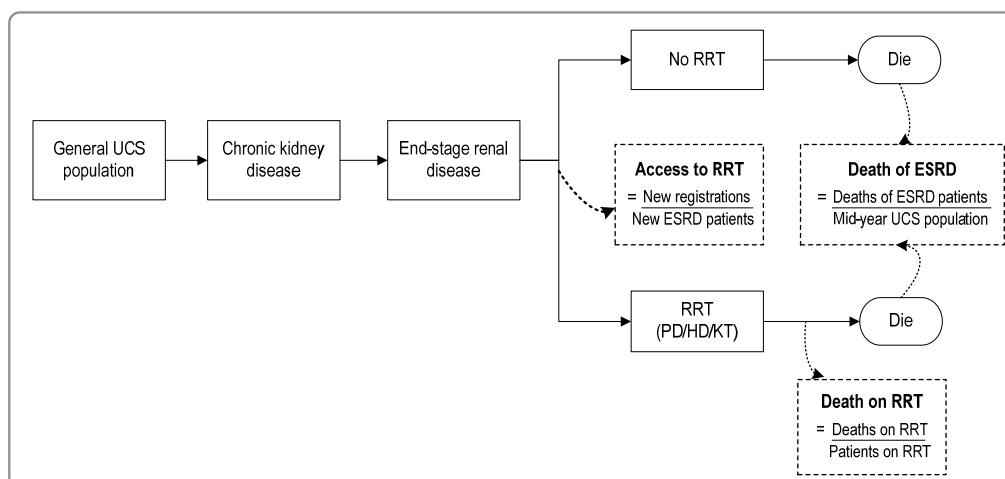 No RRT
Die
General UCS
population
Chronic kidney
disease
End-stage renal
disease
Access to RRT
= New registrations
New ESRD patients
Death of ESRD
= Deaths of ESRD patients
Mid-year UCS population
RRT
(PD/HD/KT)
Die
Death on RRT
= Deaths on RRT
Patients on RRT